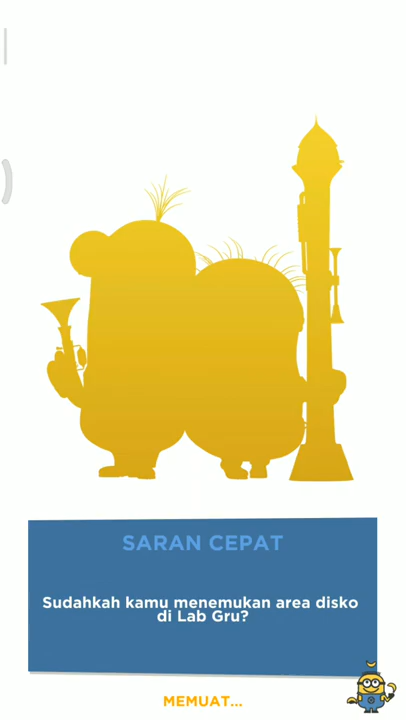 SARAN CEPAT
Sudahkah kamu menemukan area disko
di Lab Gru?
MEMUAT...